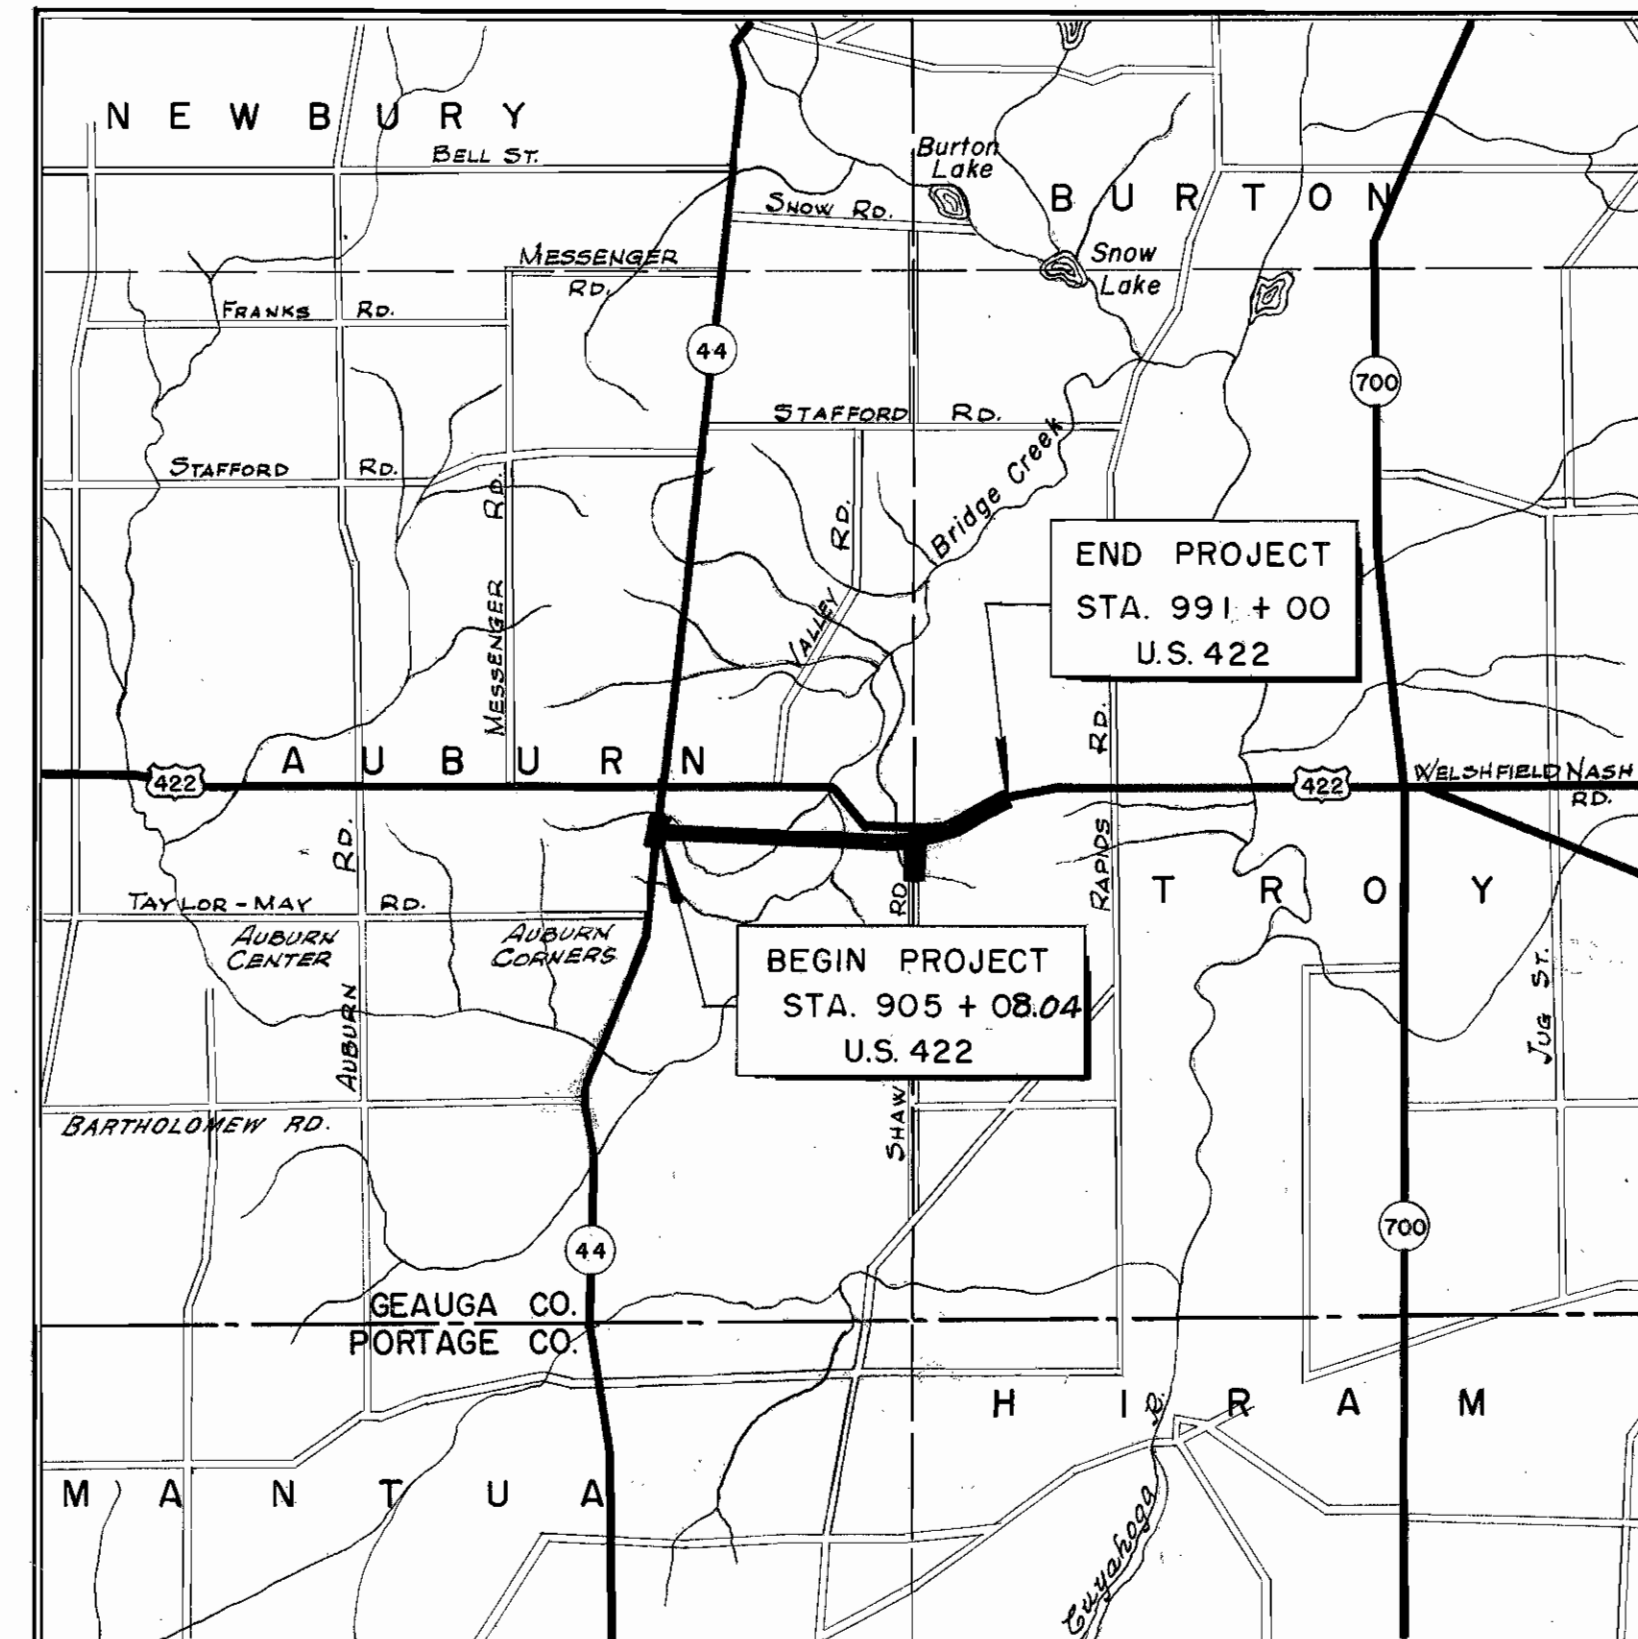 NEWBURY
BELL ST.
Burton
Lake
BURTON
SNOW RD.
MESSENGER
RD.
Snow
Lake
FRANKS RD.
44
700
STAFFORD RD.
STAFFORD RD.
MESSENGER RD.
VALLEY RD.
Bridge Creek
END PROJECT
STA. 991 + 00
U.S. 422
AUBURN
422
RAPIDS RD.
422
WELSHFIELD NASH
RD.
TAYLOR-MAY RD.
AUBURN
CENTER
AUBURN
CORNERS
AUBURN RD.
TROY
BEGIN PROJECT
STA. 905 + 08.04
U.S. 422
SHAW RD
JUG ST.
BARTHOLOMEW RD.
44
700
GEAUGA CO.
PORTAGE CO.
HIRAM
MANTUA
Cuyahoga R.